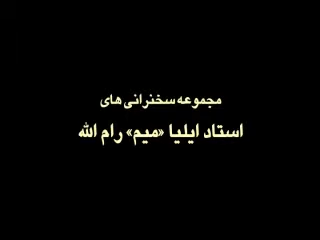 مجموعه سخنرانی های
استاد ایلیا «میم» رام الله